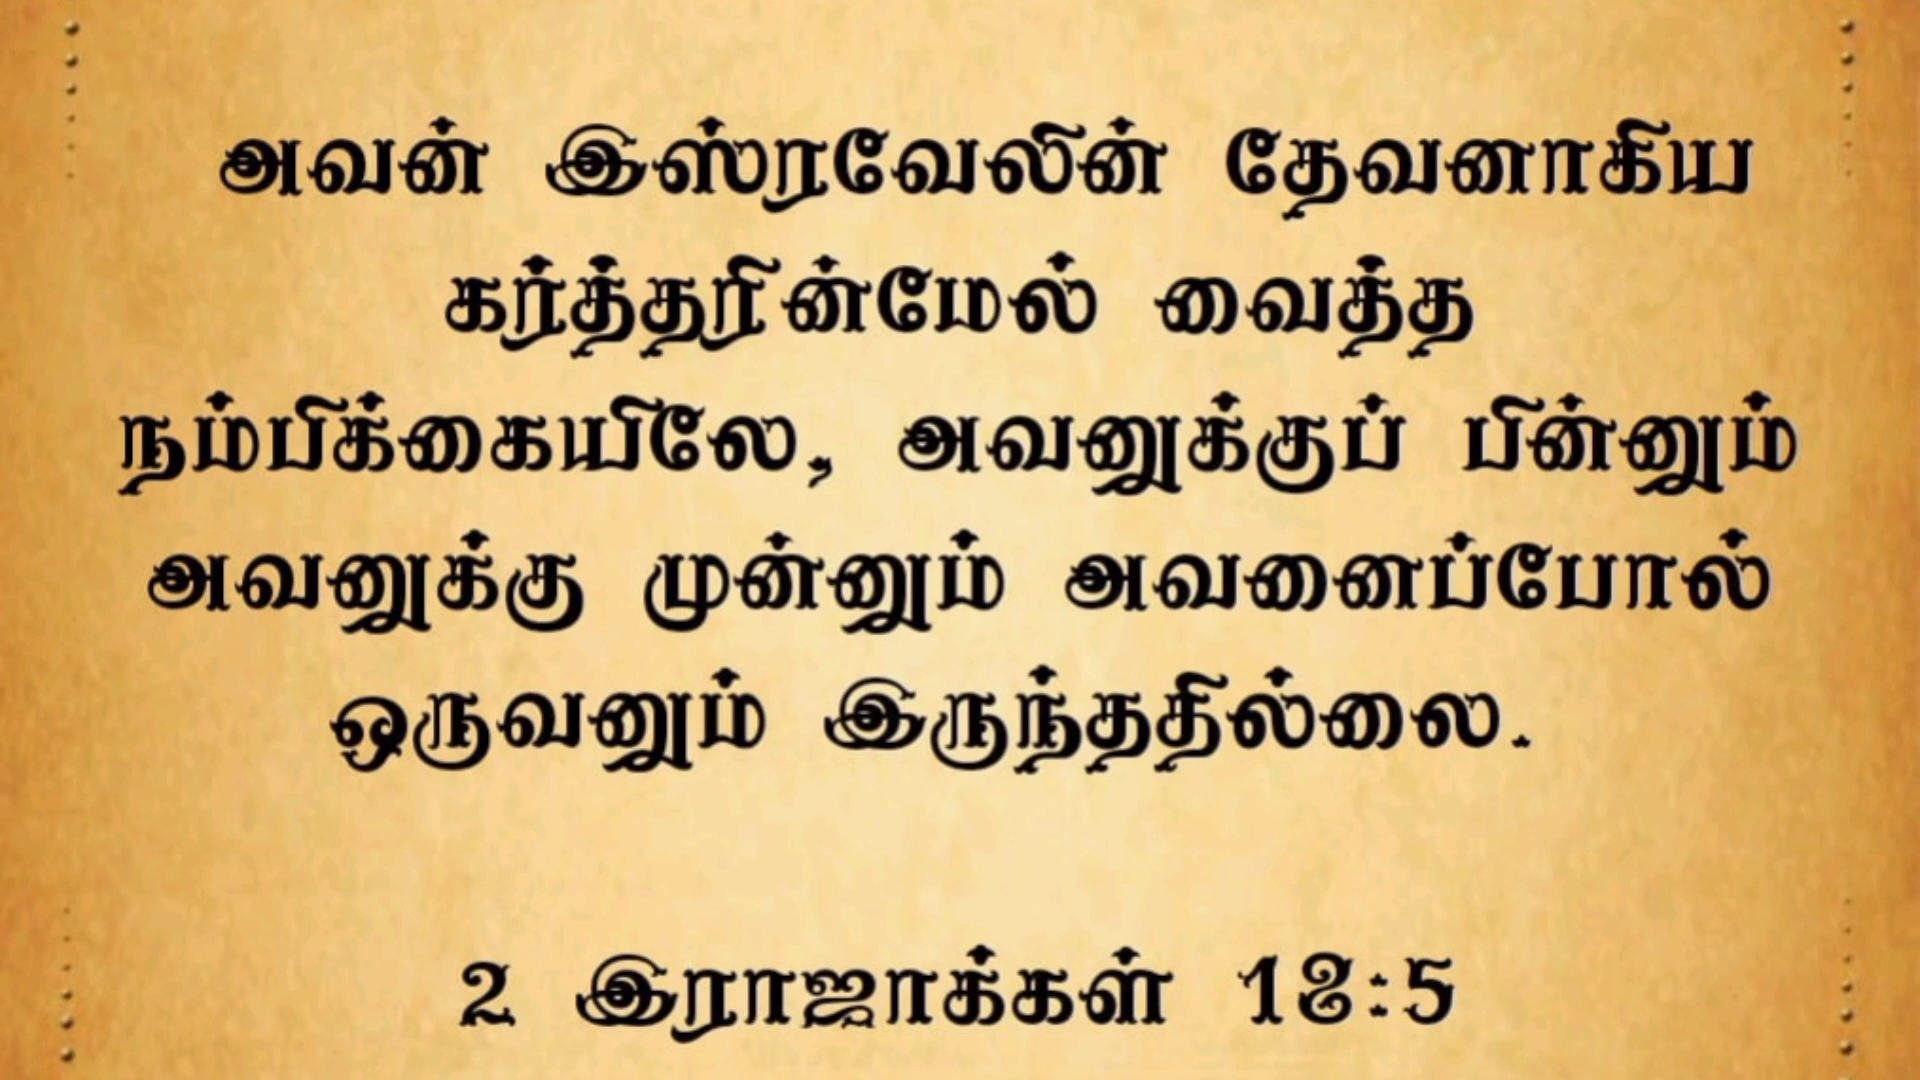 அவன் இஸ்ரவேலின் தேவனாகிய
கர்த்தரின்மேல் வைத்த
நம்பிக்கையிலே, அவனுக்குப் பின்னும்
அவனுக்கு முன்னும் அவனைப்போல்
ஒருவனும் இருந்ததில்லை.
2 இராஜாக்கள் 18:5